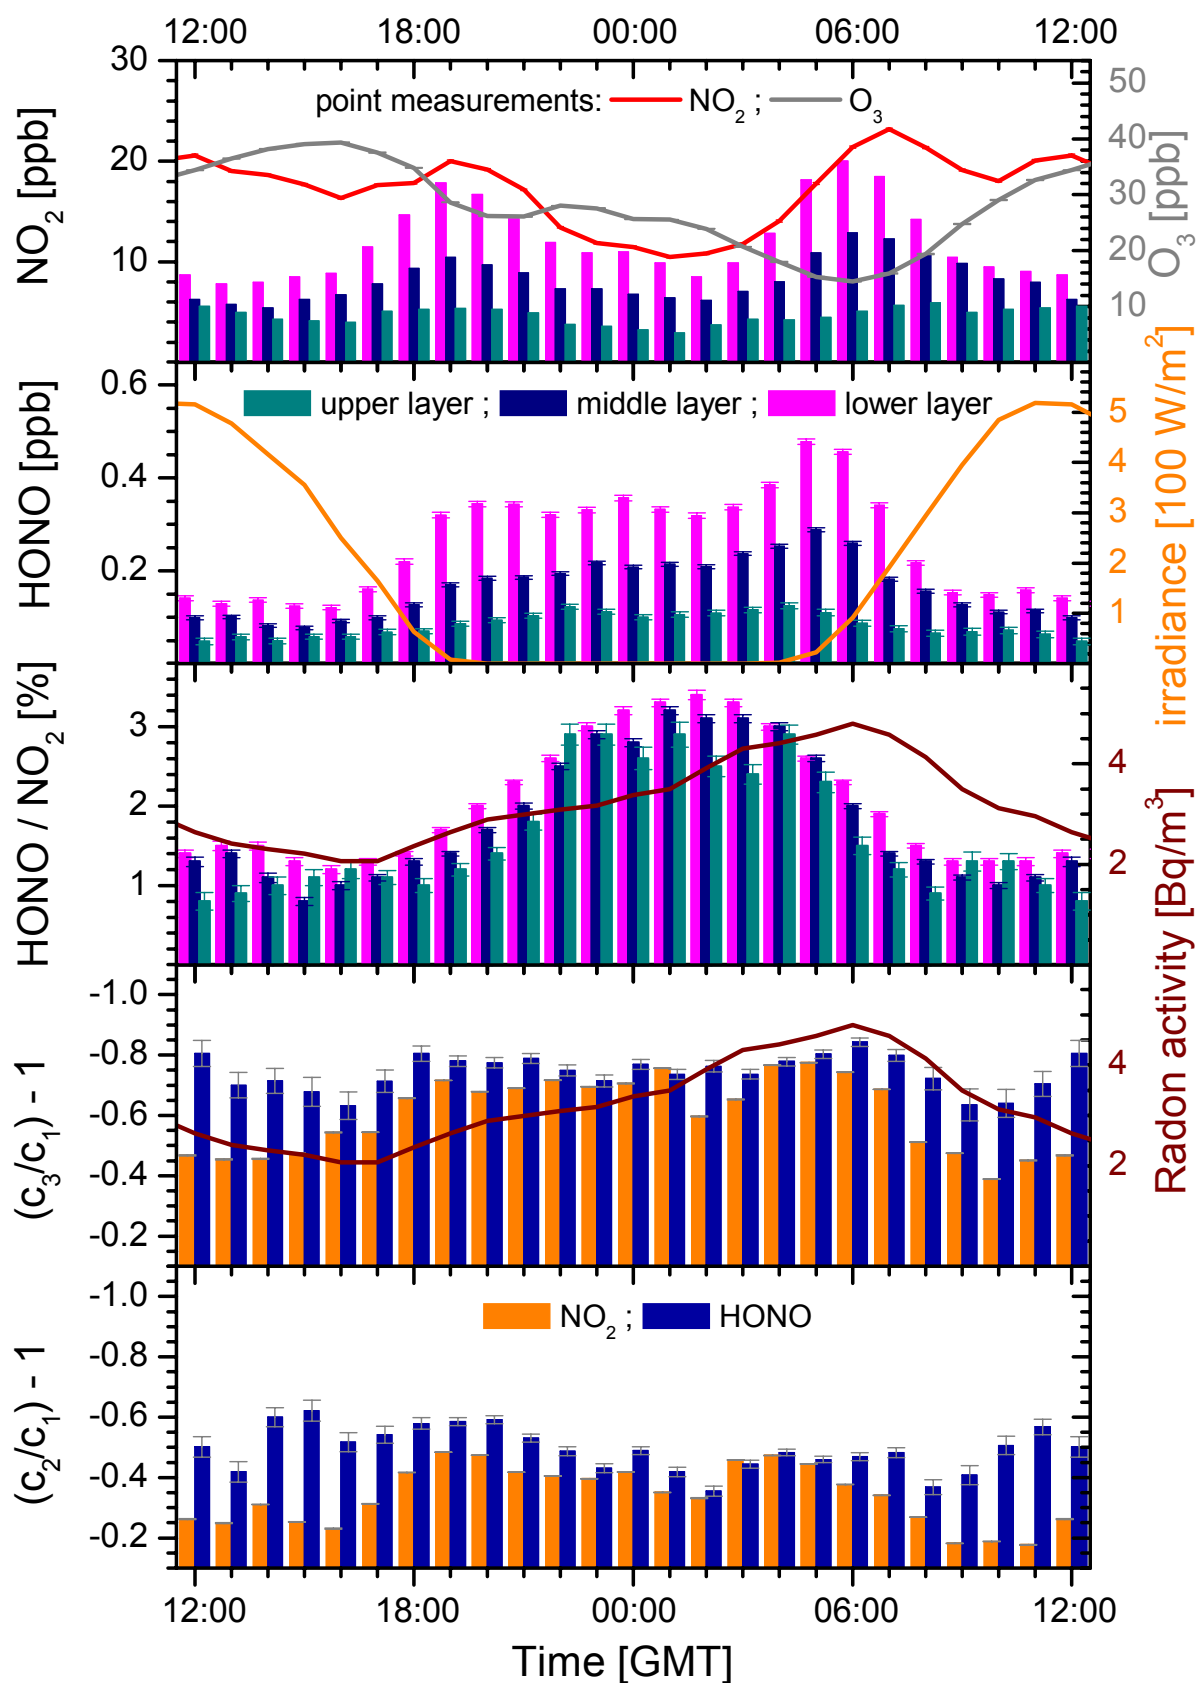 12:00 18:00 00:00 06:00 12:00
30
20
10
NO₂ [ppb]
point measurements: NO₂ ; O₃
50
40
30
20
10
O₃ [ppb]
0.6
0.4
0.2
HONO [ppb]
upper layer ; middle layer ; lower layer
5
4
3
2
1
irradiance [100 W/m²]
3
2
1
HONO / NO₂ [%]
4
2
Radon activity [Bq/m³]
-1.0
-0.8
-0.6
-0.4
-0.2
(c₃/c₁) - 1
4
2
-1.0
-0.8
-0.6
-0.4
-0.2
(c₂/c₁) - 1
NO₂ ; HONO
12:00 18:00 00:00 06:00 12:00
Time [GMT]